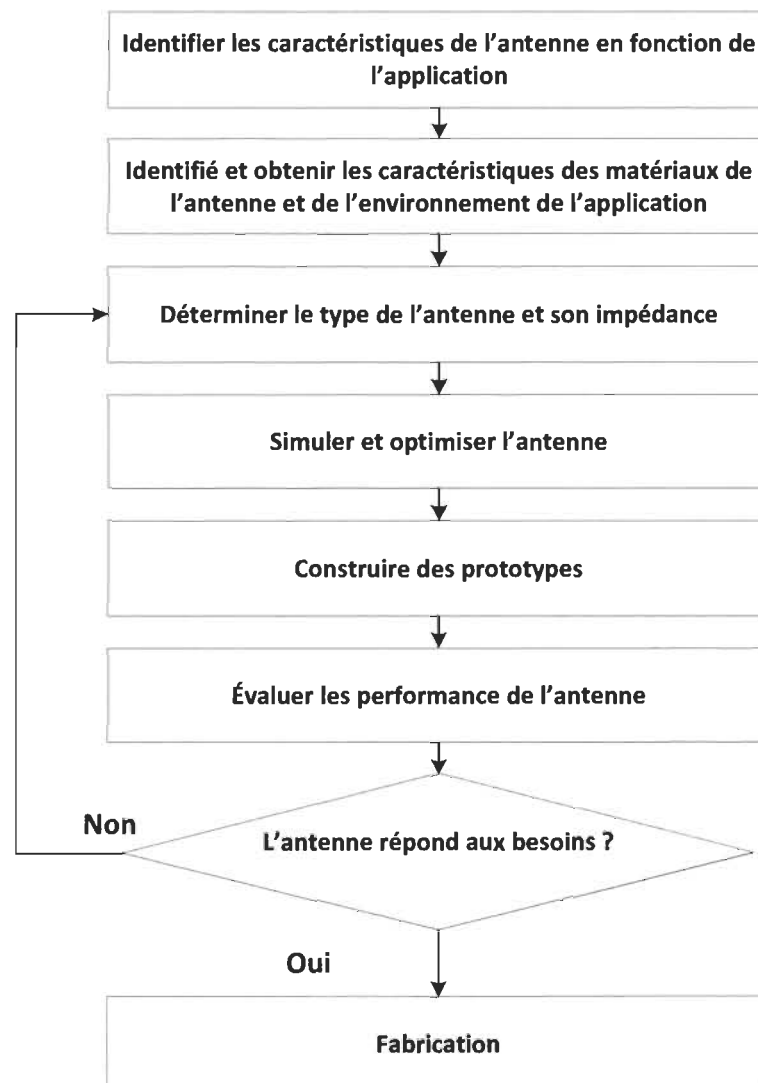 Identifier les caractéristiques de l'antenne en fonction de
l'application
Identifié et obtenir les caractéristiques des matériaux de
l'antenne et de l'environnement de l'application
Déterminer le type de l'antenne et son impédance
Simuler et optimiser l'antenne
Construire des prototypes
Évaluer les performance de l'antenne
Non
L'antenne répond aux besoins ?
Oui
Fabrication